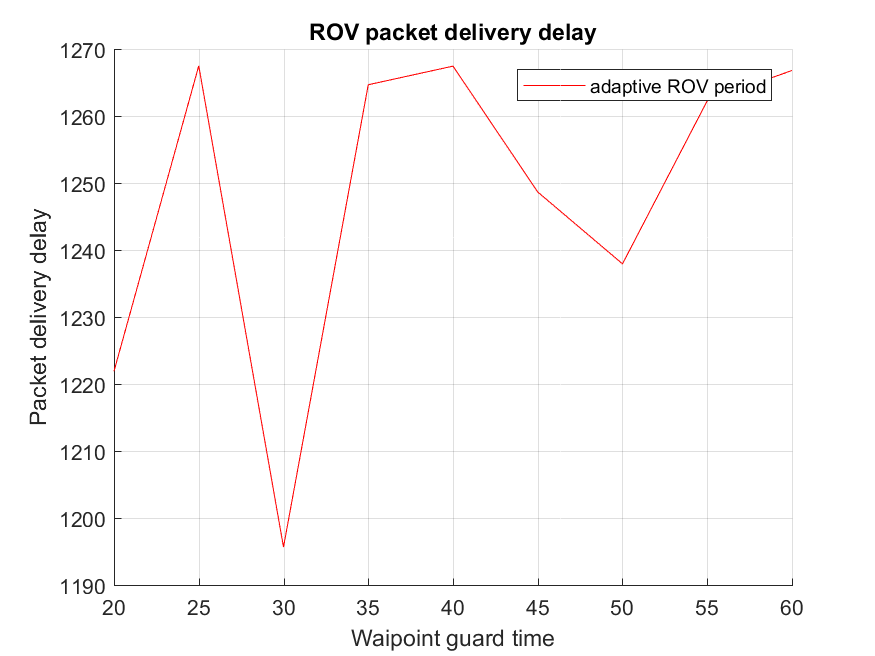 ROV packet delivery delay
adaptive ROV period
Packet delivery delay
1270
1260
1250
1240
1230
1220
1210
1200
1190
20 25 30 35 40 45 50 55 60
Waipoint guard time